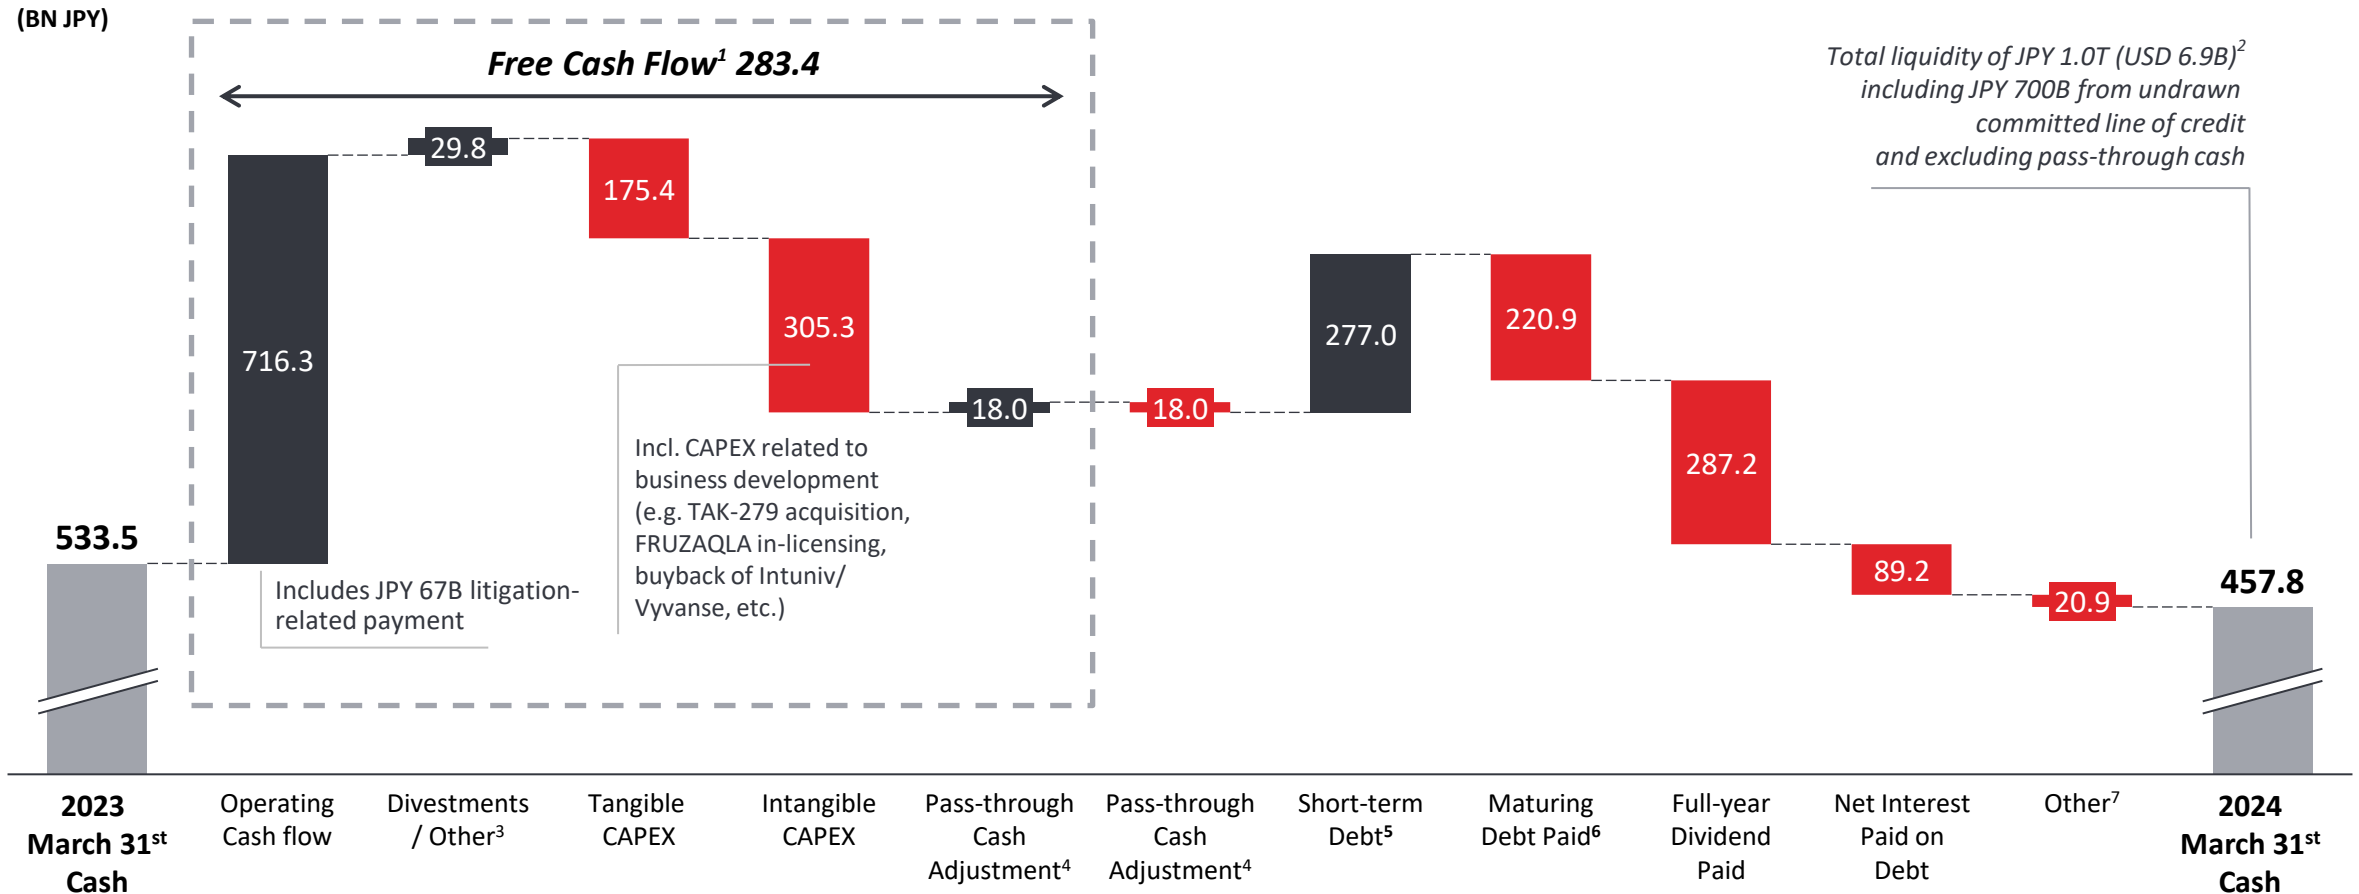 (BN JPY)
Free Cash Flow¹ 283.4
Total liquidity of JPY 1.0T (USD 6.9B)²
including JPY 700B from undrawn
committed line of credit
and excluding pass-through cash
29.8
175.4
305.3
716.3
18.0
18.0
277.0
220.9
287.2
89.2
20.9
533.5
457.8
Incl. CAPEX related to
business development
(e.g. TAK-279 acquisition,
FRUZAQLA in-licensing,
buyback of Intuniv/
Vyvanse, etc.)
Includes JPY 67B litigation-
related payment
2023
March 31ˢᵗ
Cash
Operating
Cash flow
Divestments
/ Other³
Tangible
CAPEX
Intangible
CAPEX
Pass-through
Cash
Adjustment⁴
Pass-through
Cash
Adjustment⁴
Short-term
Debt⁵
Maturing
Debt Paid⁶
Full-year
Dividend
Paid
Net Interest
Paid on
Debt
Other⁷
2024
March 31ˢᵗ
Cash